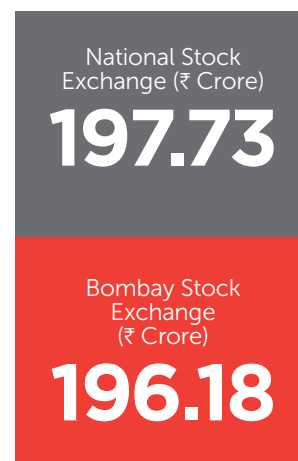 National Stock
Exchange (₹ Crore)
197.73
Bombay Stock
Exchange
(₹ Crore)
196.18